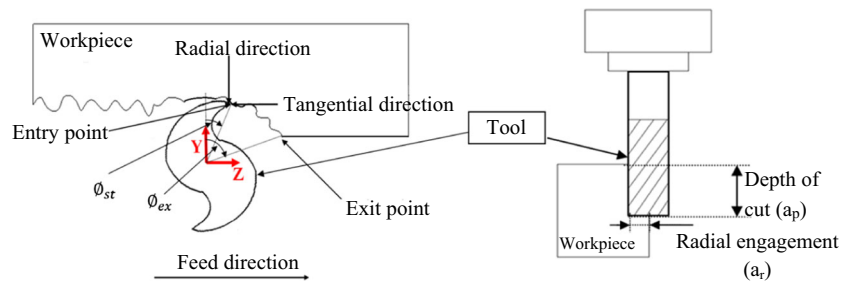 Workpiece
Radial direction
Tangential direction
Entry point
Y
Z
Ø_st
Ø_ex
Exit point
Feed direction
Tool
Depth of
cut (a_p)
Workpiece
Radial engagement
(a_r)